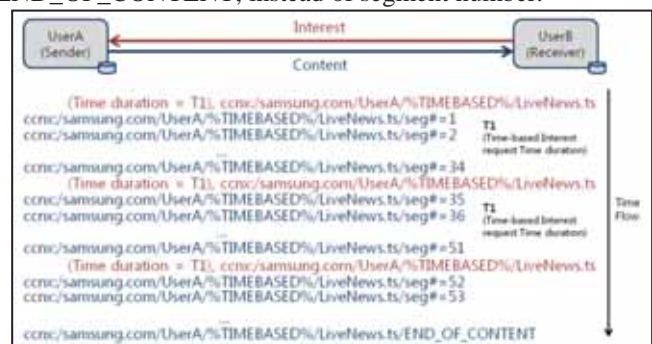 END_OF_CONTENT, instead of segment number.
UserA
(Sender)
Interest
Content
UserB
(Receiver)
(Time duration = T1), ccnx:/samsung.com/UserA/%TIMEBASED%/LiveNews.ts
ccnx:/samsung.com/UserA/%TIMEBASED%/LiveNews.ts/seg#=1
ccnx:/samsung.com/UserA/%TIMEBASED%/LiveNews.ts/seg#=2
T1
(Time-based Interest
request Time duration)
...
ccnx:/samsung.com/UserA/%TIMEBASED%/LiveNews.ts/seg#=34
(Time duration = T1), ccnx:/samsung.com/UserA/%TIMEBASED%/LiveNews.ts
ccnx:/samsung.com/UserA/%TIMEBASED%/LiveNews.ts/seg#=35
ccnx:/samsung.com/UserA/%TIMEBASED%/LiveNews.ts/seg#=36
T1
(Time-based Interest
request Time duration)
Time
Flow
...
ccnx:/samsung.com/UserA/%TIMEBASED%/LiveNews.ts/seg#=51
(Time duration = T1), ccnx:/samsung.com/UserA/%TIMEBASED%/LiveNews.ts
ccnx:/samsung.com/UserA/%TIMEBASED%/LiveNews.ts/seg#=52
ccnx:/samsung.com/UserA/%TIMEBASED%/LiveNews.ts/seg#=53
...
ccnx:/samsung.com/UserA/%TIMEBASED%/LiveNews.ts/END_OF_CONTENT